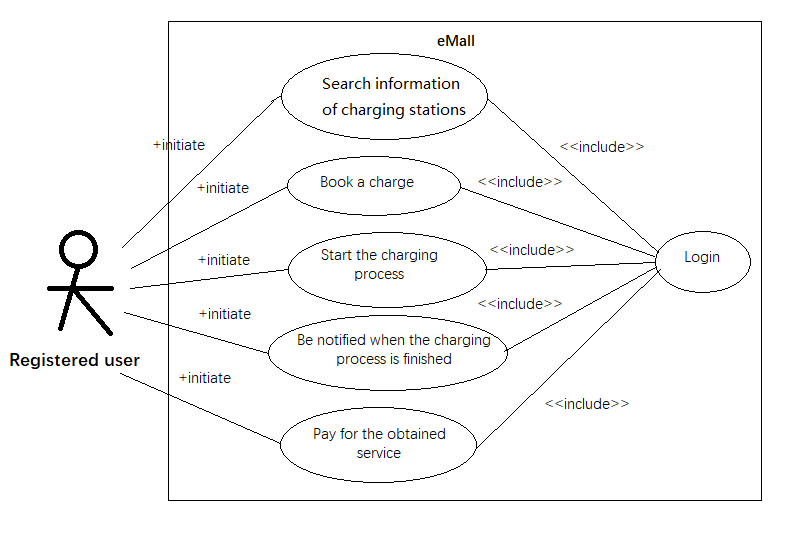 eMall
Search information
of charging stations
+initiate
<<include>>
+initiate
Book a charge
<<include>>
+initiate
Start the charging
process
<<include>>
Login
+initiate
Be notified when the charging
process is finished
<<include>>
Registered user
+initiate
Pay for the obtained
service
<<include>>